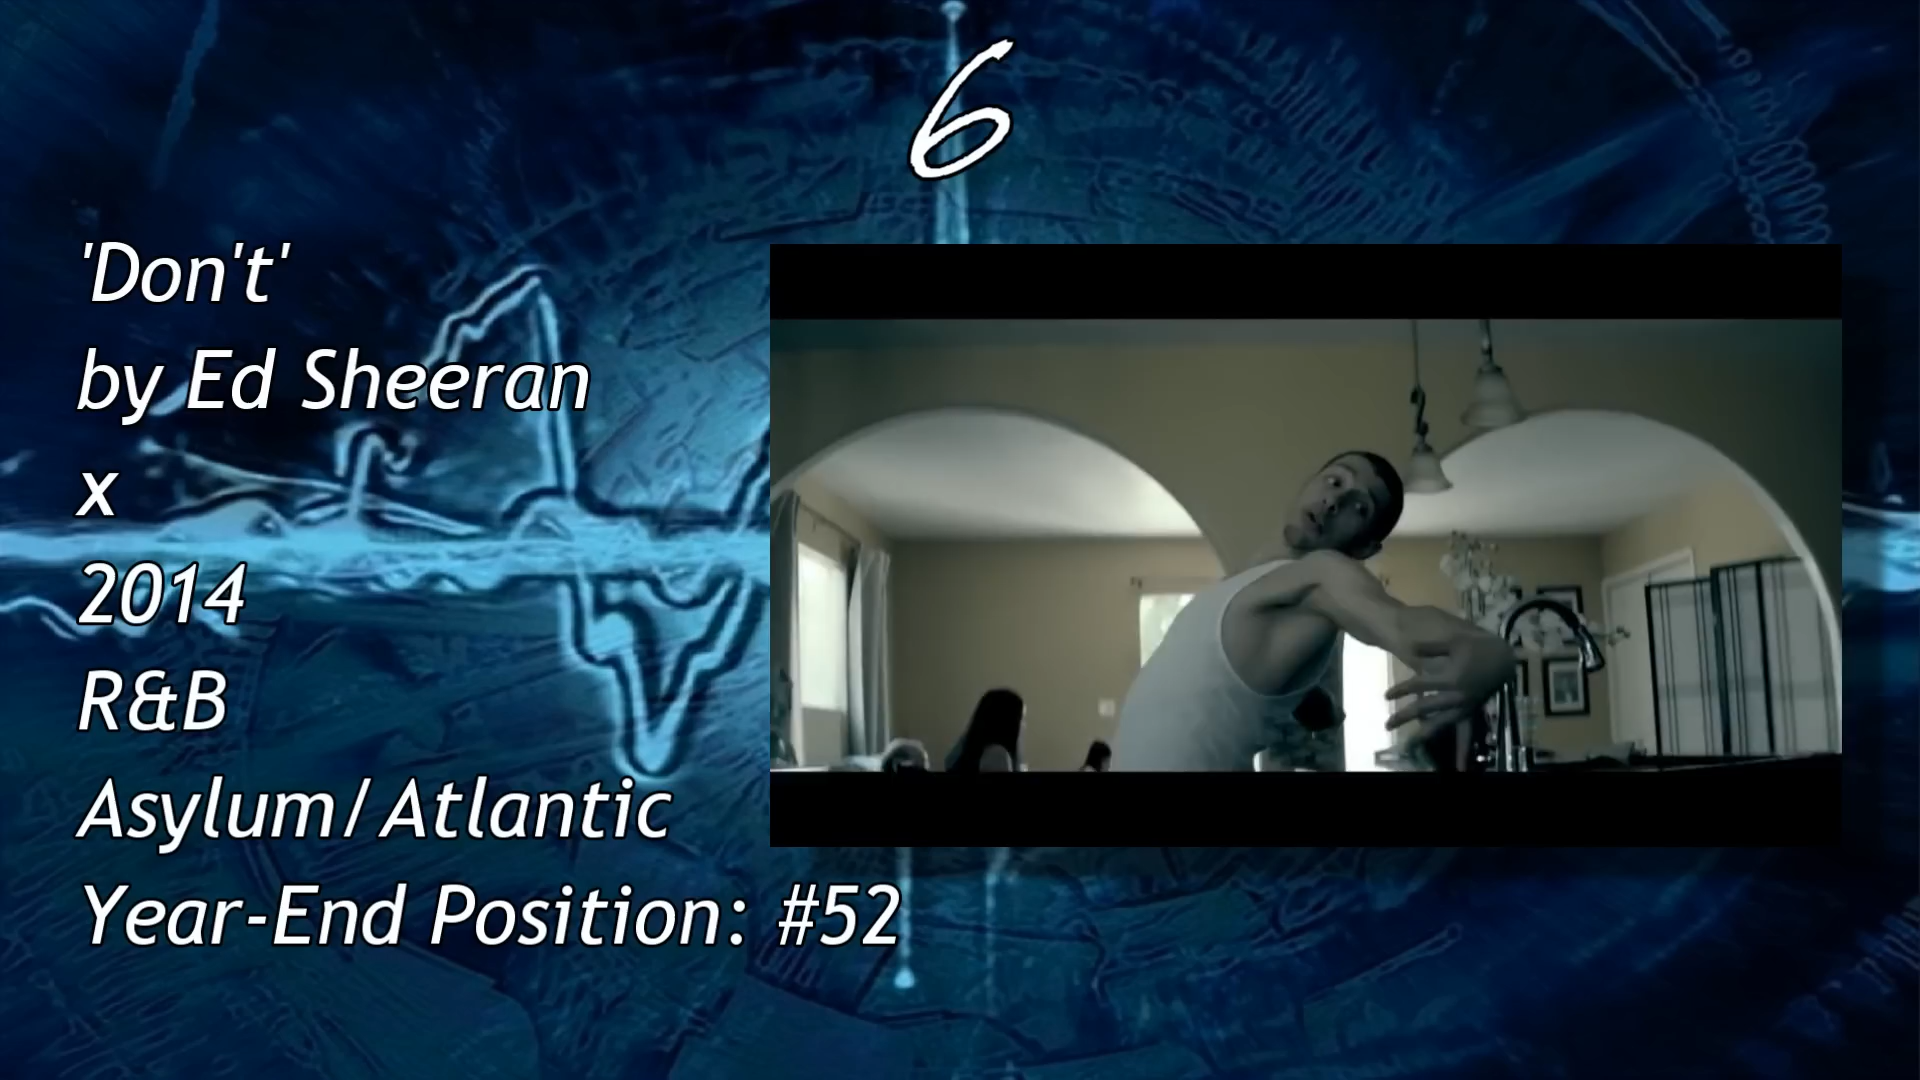 6
'Don't'
by Ed Sheeran
x
2014
R&B
Asylum/Atlantic
Year-End Position: #52